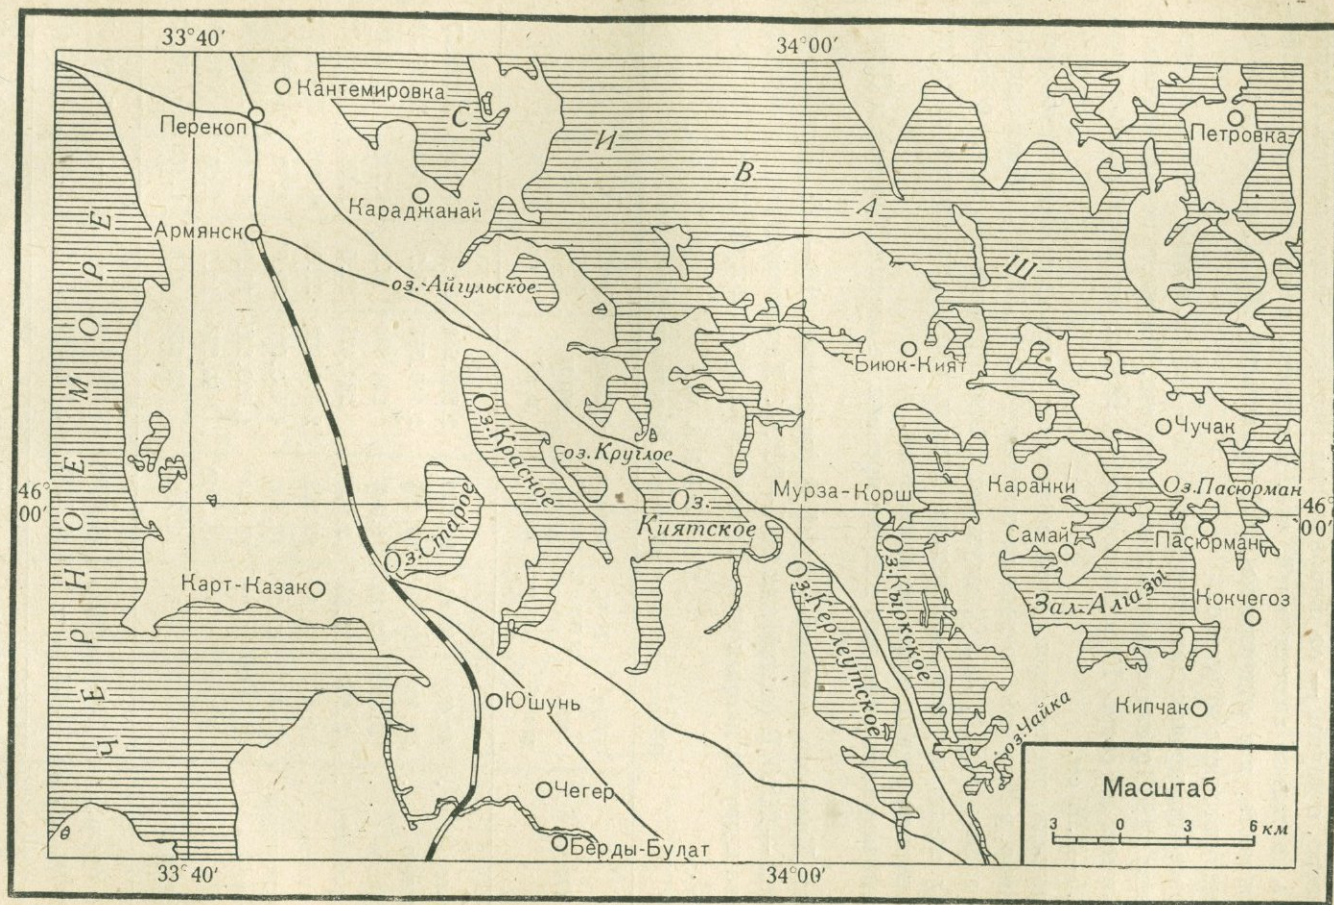 33°40′
34°00′
Кантемировка
Перекоп
СИВАШ
Петровка
Караджанай
Армянск
ЧЕРНОЕ МОРЕ
оз. Айгульское
Биюк-Кият
Оз. Красное
Чучак
оз. Круглое
Каранки
Оз. Пасюрман
46°
00′
Мурза-Корш
Оз.
Киятское
46°
00′
Оз. Старое
Самай
Пасюрман
Карт-Казак
Оз. Керлеутское
Оз. Кыркское
Зал. Алгазы
Кокчегоз
Юшунь
Кипчак
оз. Чайка
Чегер
Масштаб
3 0 3 6 км
Берды-Булат
33°40′
34°00′